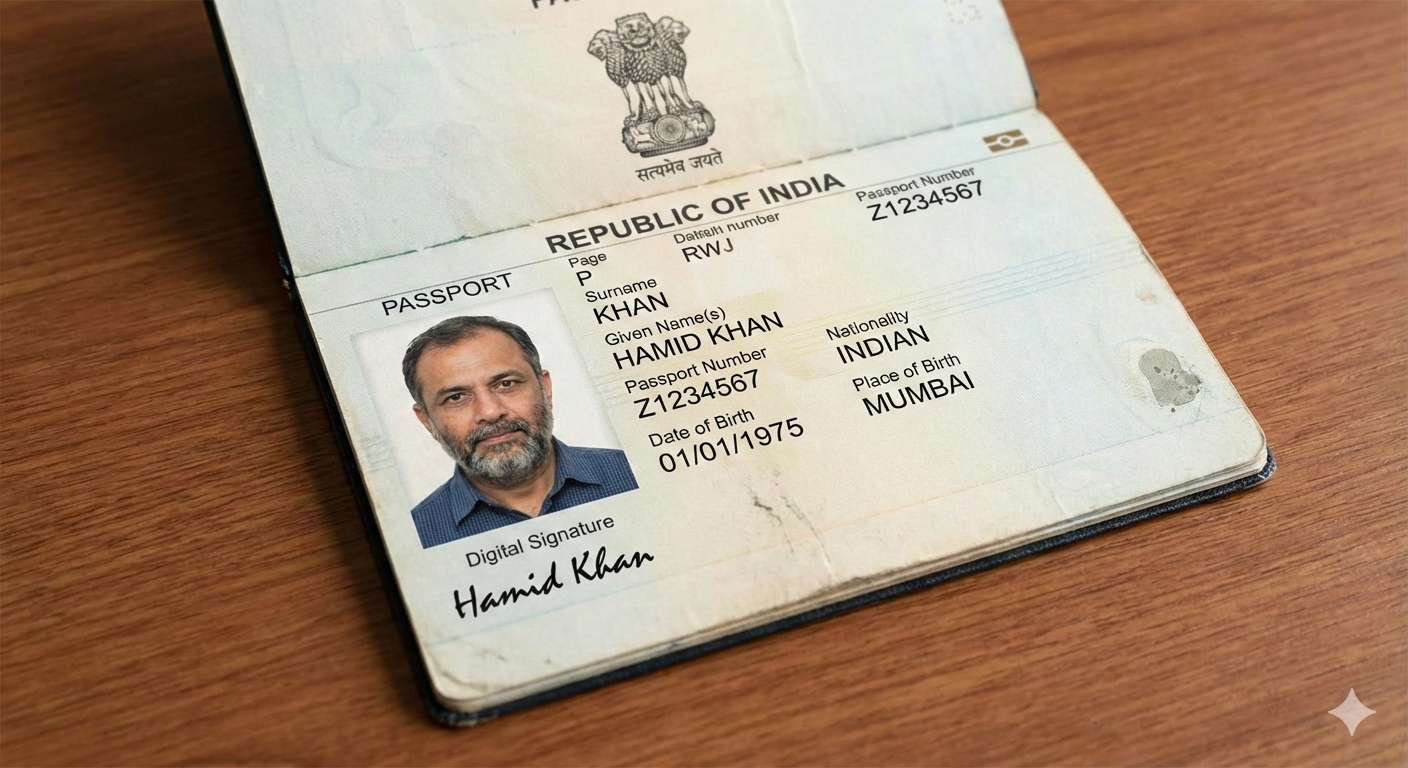 सत्यमेव जयते
REPUBLIC OF INDIA
PASSPORT
Page
P
number
RWJ
Passport Number
Z1234567
Surname
KHAN
Given Name(s)
HAMID KHAN
Nationality
INDIAN
Passport Number
Z1234567
Place of Birth
MUMBAI
Date of Birth
01/01/1975
Digital Signature
Hamid Khan